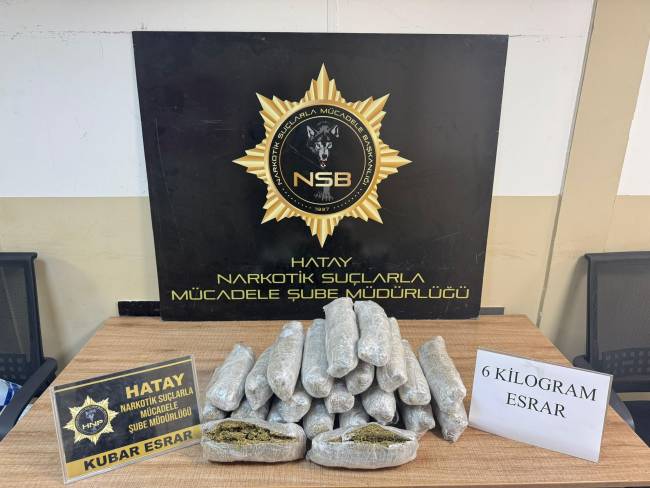 NARKOTİK SUÇLARLA MÜCADELE BAŞKANLIĞI
NSB
1997
HATAY
NARKOTİK SUÇLARLA
MÜCADELE ŞUBE MÜDÜRLÜĞÜ
HATAY
NARKOTİK SUÇLARLA
MÜCADELE
ŞUBE MÜDÜRLÜĞÜ
HNP
KUBAR ESRAR
6 KİLOGRAM
ESRAR